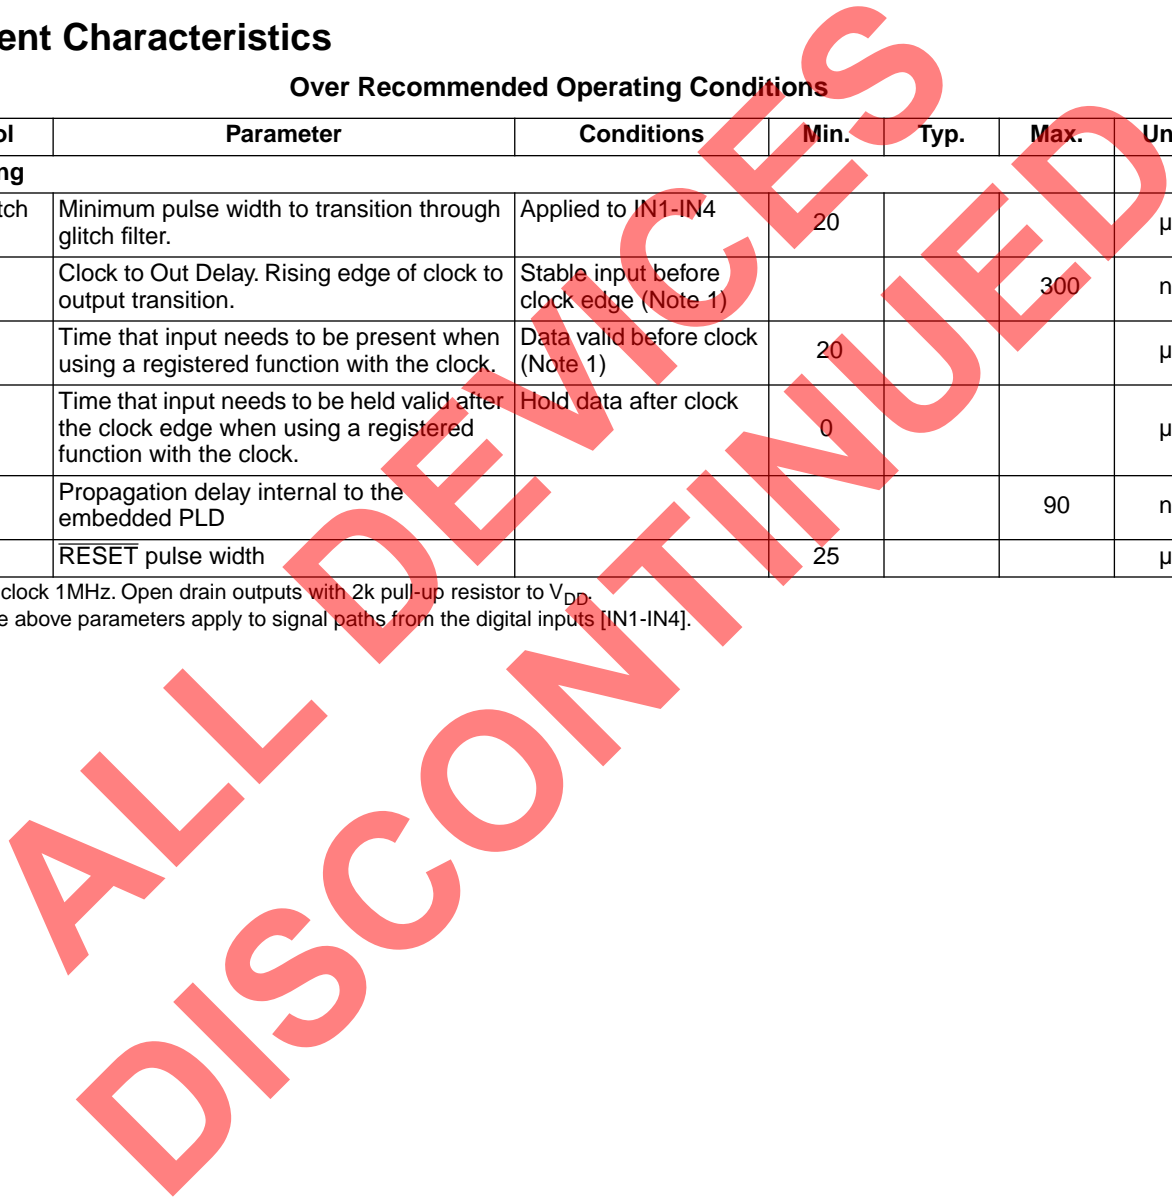 ent Characteristics
Over Recommended Operating Conditions
ol Parameter Conditions Min. Typ. Max. Un
ng
tch Minimum pulse width to transition through Applied to IN1-IN4 20 µ
glitch filter.
Clock to Out Delay. Rising edge of clock to Stable input before 300 n
output transition. clock edge (Note 1)
Time that input needs to be present when Data valid before clock 20 µ
using a registered function with the clock. (Note 1)
Time that input needs to be held valid after Hold data after clock
the clock edge when using a registered 0 µ
function with the clock.
Propagation delay internal to the 90 n
embedded PLD
RESET pulse width 25 µ
clock 1MHz. Open drain outputs with 2k pull-up resistor to VDD.
e above parameters apply to signal paths from the digital inputs [IN1-IN4].
ALL DEVICES
DISCONTINUED